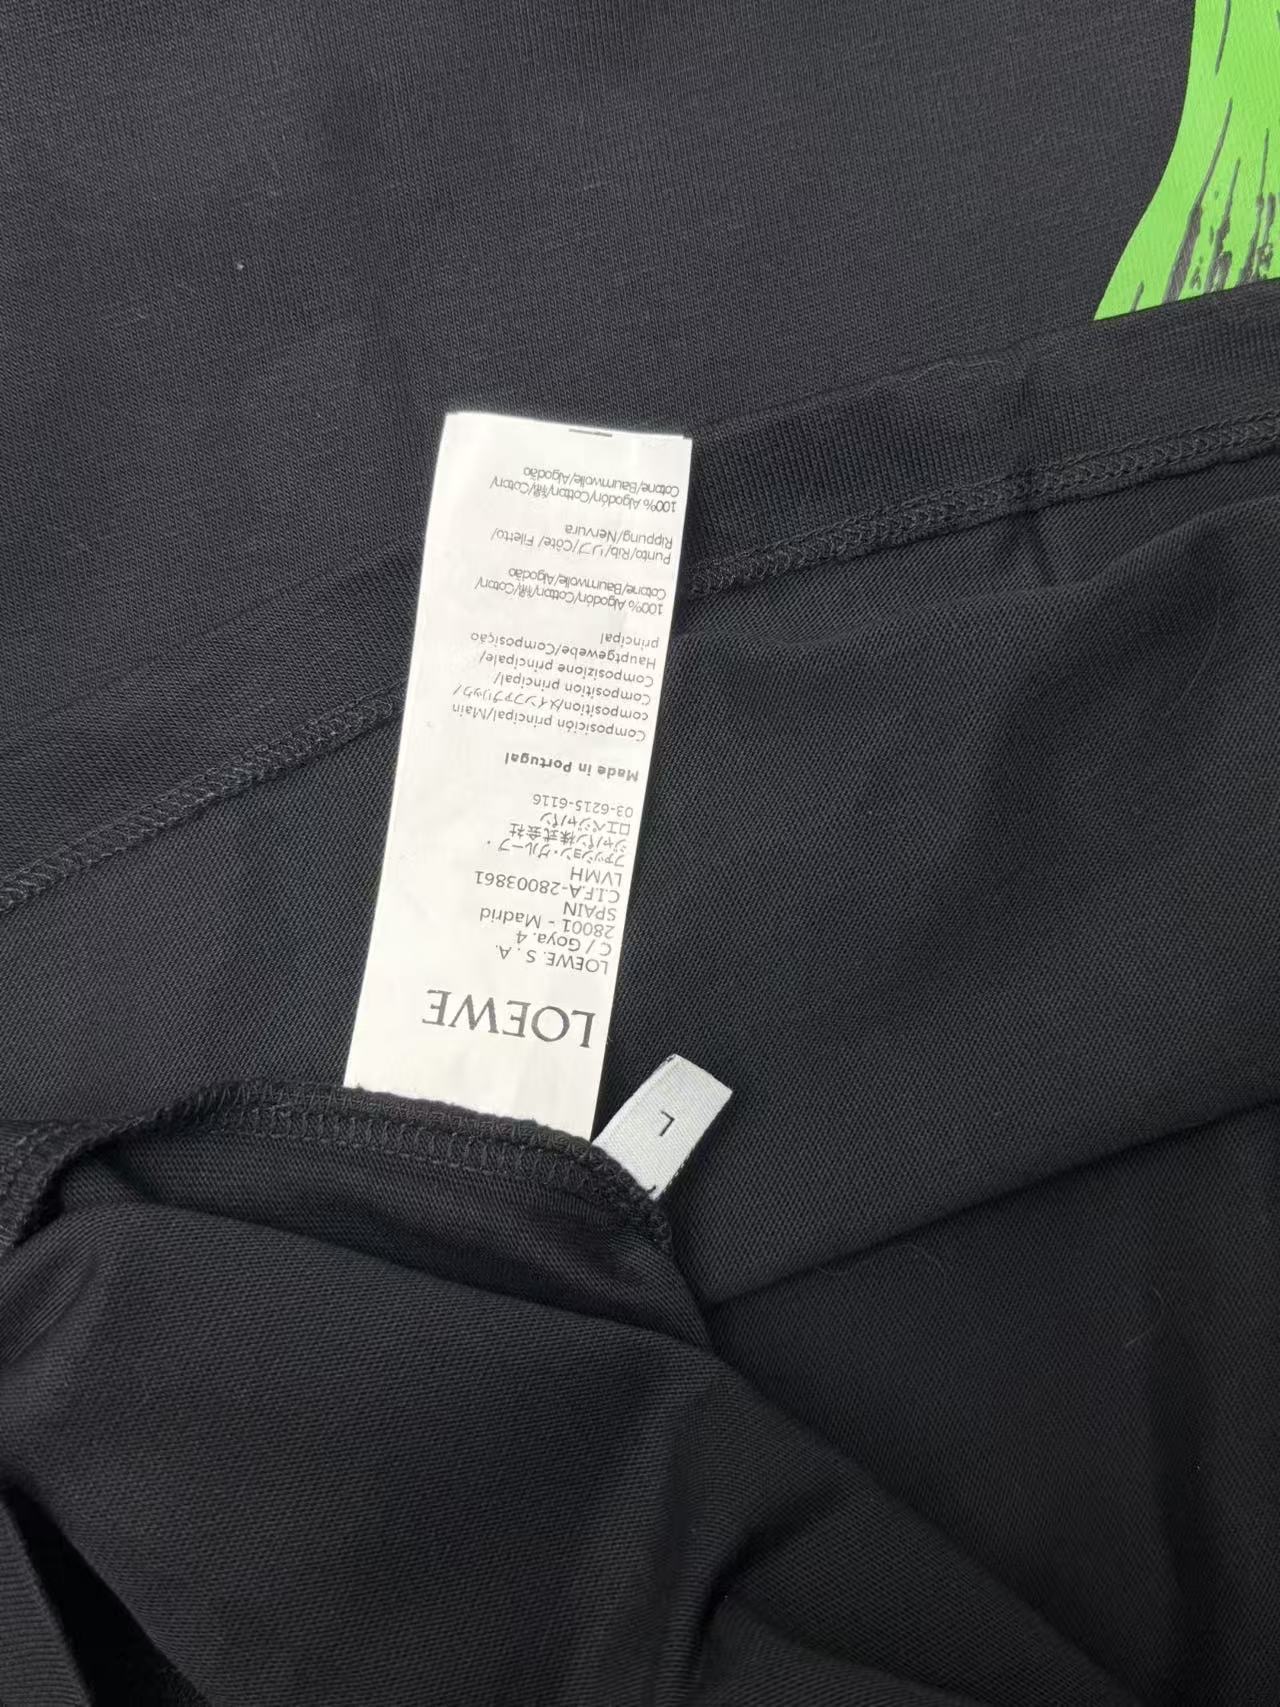 LOEWE
LOEWE. S. A.
C / Goya. 4
28001 - Madrid
SPAIN
C.I.F.A-28003861
LVMH
ファッション・グループ・
ジャパン株式会社
ロエベジャパン
03-6215-6116
Made in Portugal
Composición principal/Main
composition/メインファブリック/
Composition principal/
Composizione principale/
Hauptgewebe/Composição
principal
100% Algodón/Cotton/綿/Coton/
Cotone/Baumwolle/Algodão
Punto/Rib/リブ/Côte/ Filetto/
Rippung/Nervura
100% Algodón/Cotton/綿/Coton/
Cotone/Baumwolle/Algodão
L